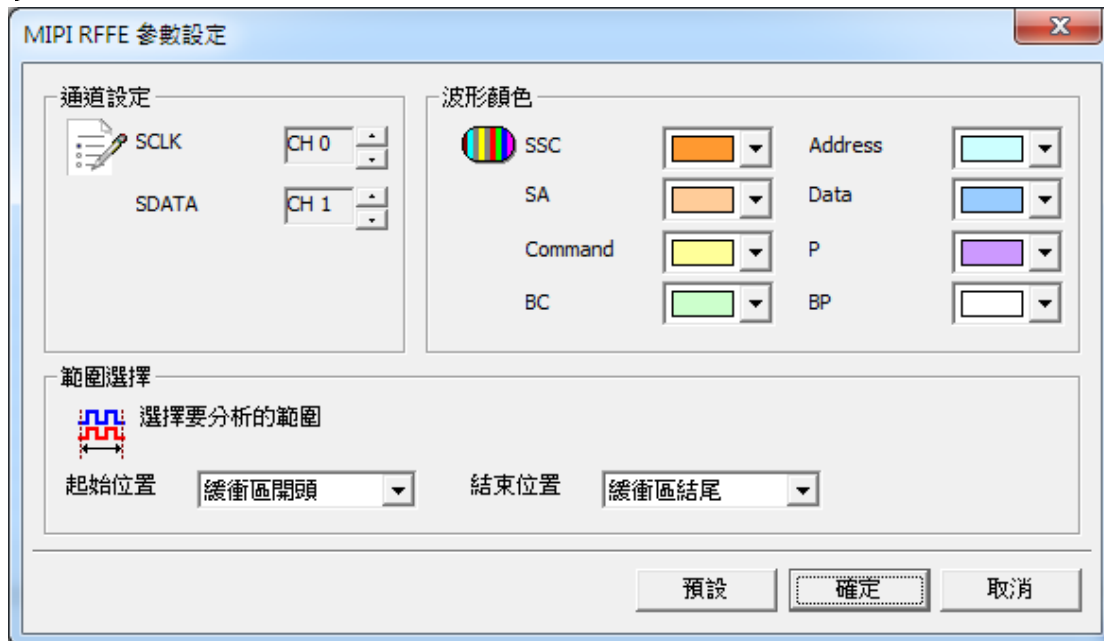 MIPI RFFE 參數設定
通道設定
SCLK CH 0
SDATA CH 1
波形顏色
SSC Address
SA Data
Command P
BC BP
範圍選擇
選擇要分析的範圍
起始位置 緩衝區開頭 結束位置 緩衝區結尾
預設 確定 取消